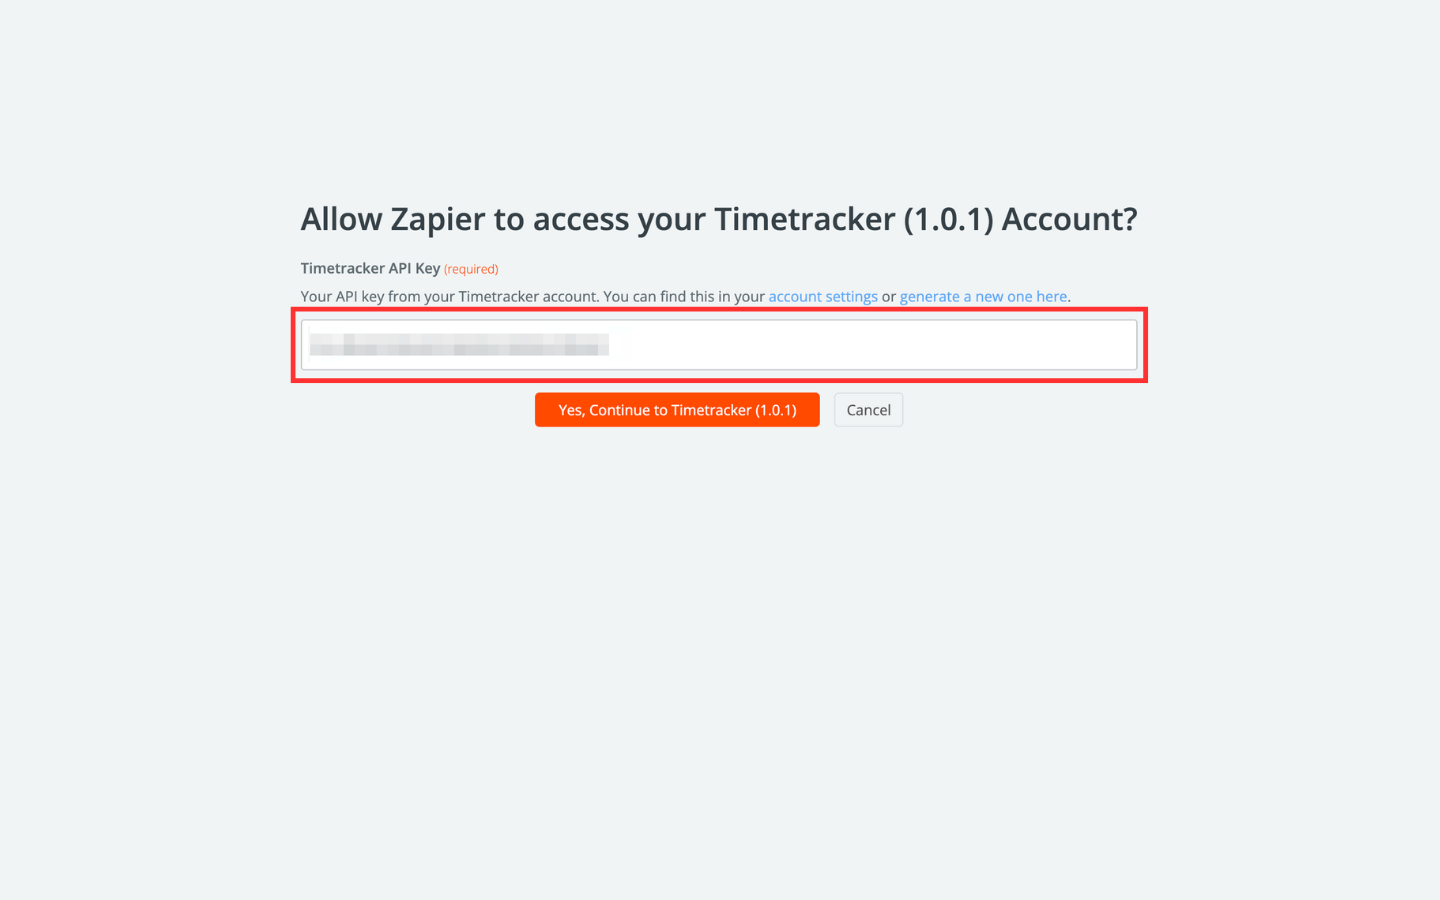 Allow Zapier to access your Timetracker (1.0.1) Account?
Timetracker API Key (required)
Your API key from your Timetracker account. You can find this in your account settings or generate a new one here.
Yes, Continue to Timetracker (1.0.1)
Cancel